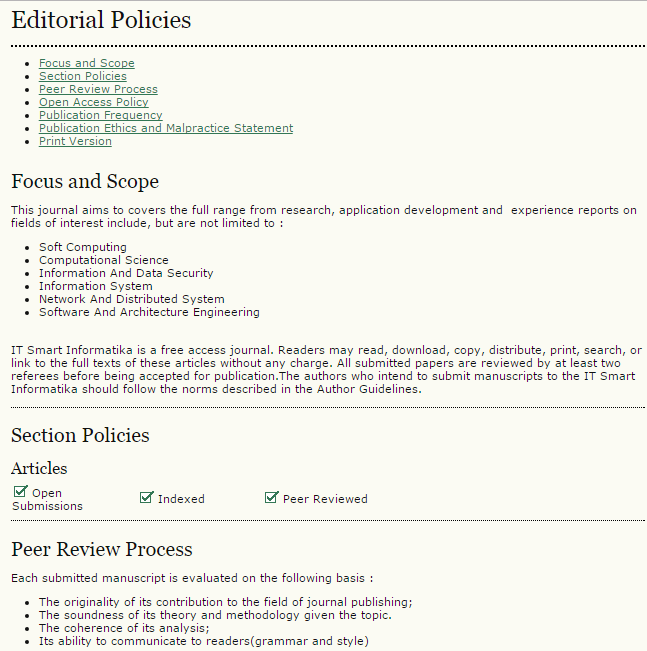 Editorial Policies
Focus and Scope
Section Policies
Peer Review Process
Open Access Policy
Publication Frequency
Publication Ethics and Malpractice Statement
Print Version
Focus and Scope
This journal aims to covers the full range from research, application development and  experience reports on
fields of interest include, but are not limited to :
Soft Computing
Computational Science
Information And Data Security
Information System
Network And Distributed System
Software And Architecture Engineering
IT Smart Informatika is a free access journal. Readers may read, download, copy, distribute, print, search, or
link to the full texts of these articles without any charge. All submitted papers are reviewed by at least two
referees before being accepted for publication.The authors who intend to submit manuscripts to the IT Smart
Informatika should follow the norms described in the Author Guidelines.
Section Policies
Articles
Open Submissions
Indexed
Peer Reviewed
Peer Review Process
Each submitted manuscript is evaluated on the following basis :
The originality of its contribution to the field of journal publishing;
The soundness of its theory and methodology given the topic.
The coherence of its analysis;
Its ability to communicate to readers(grammar and style)